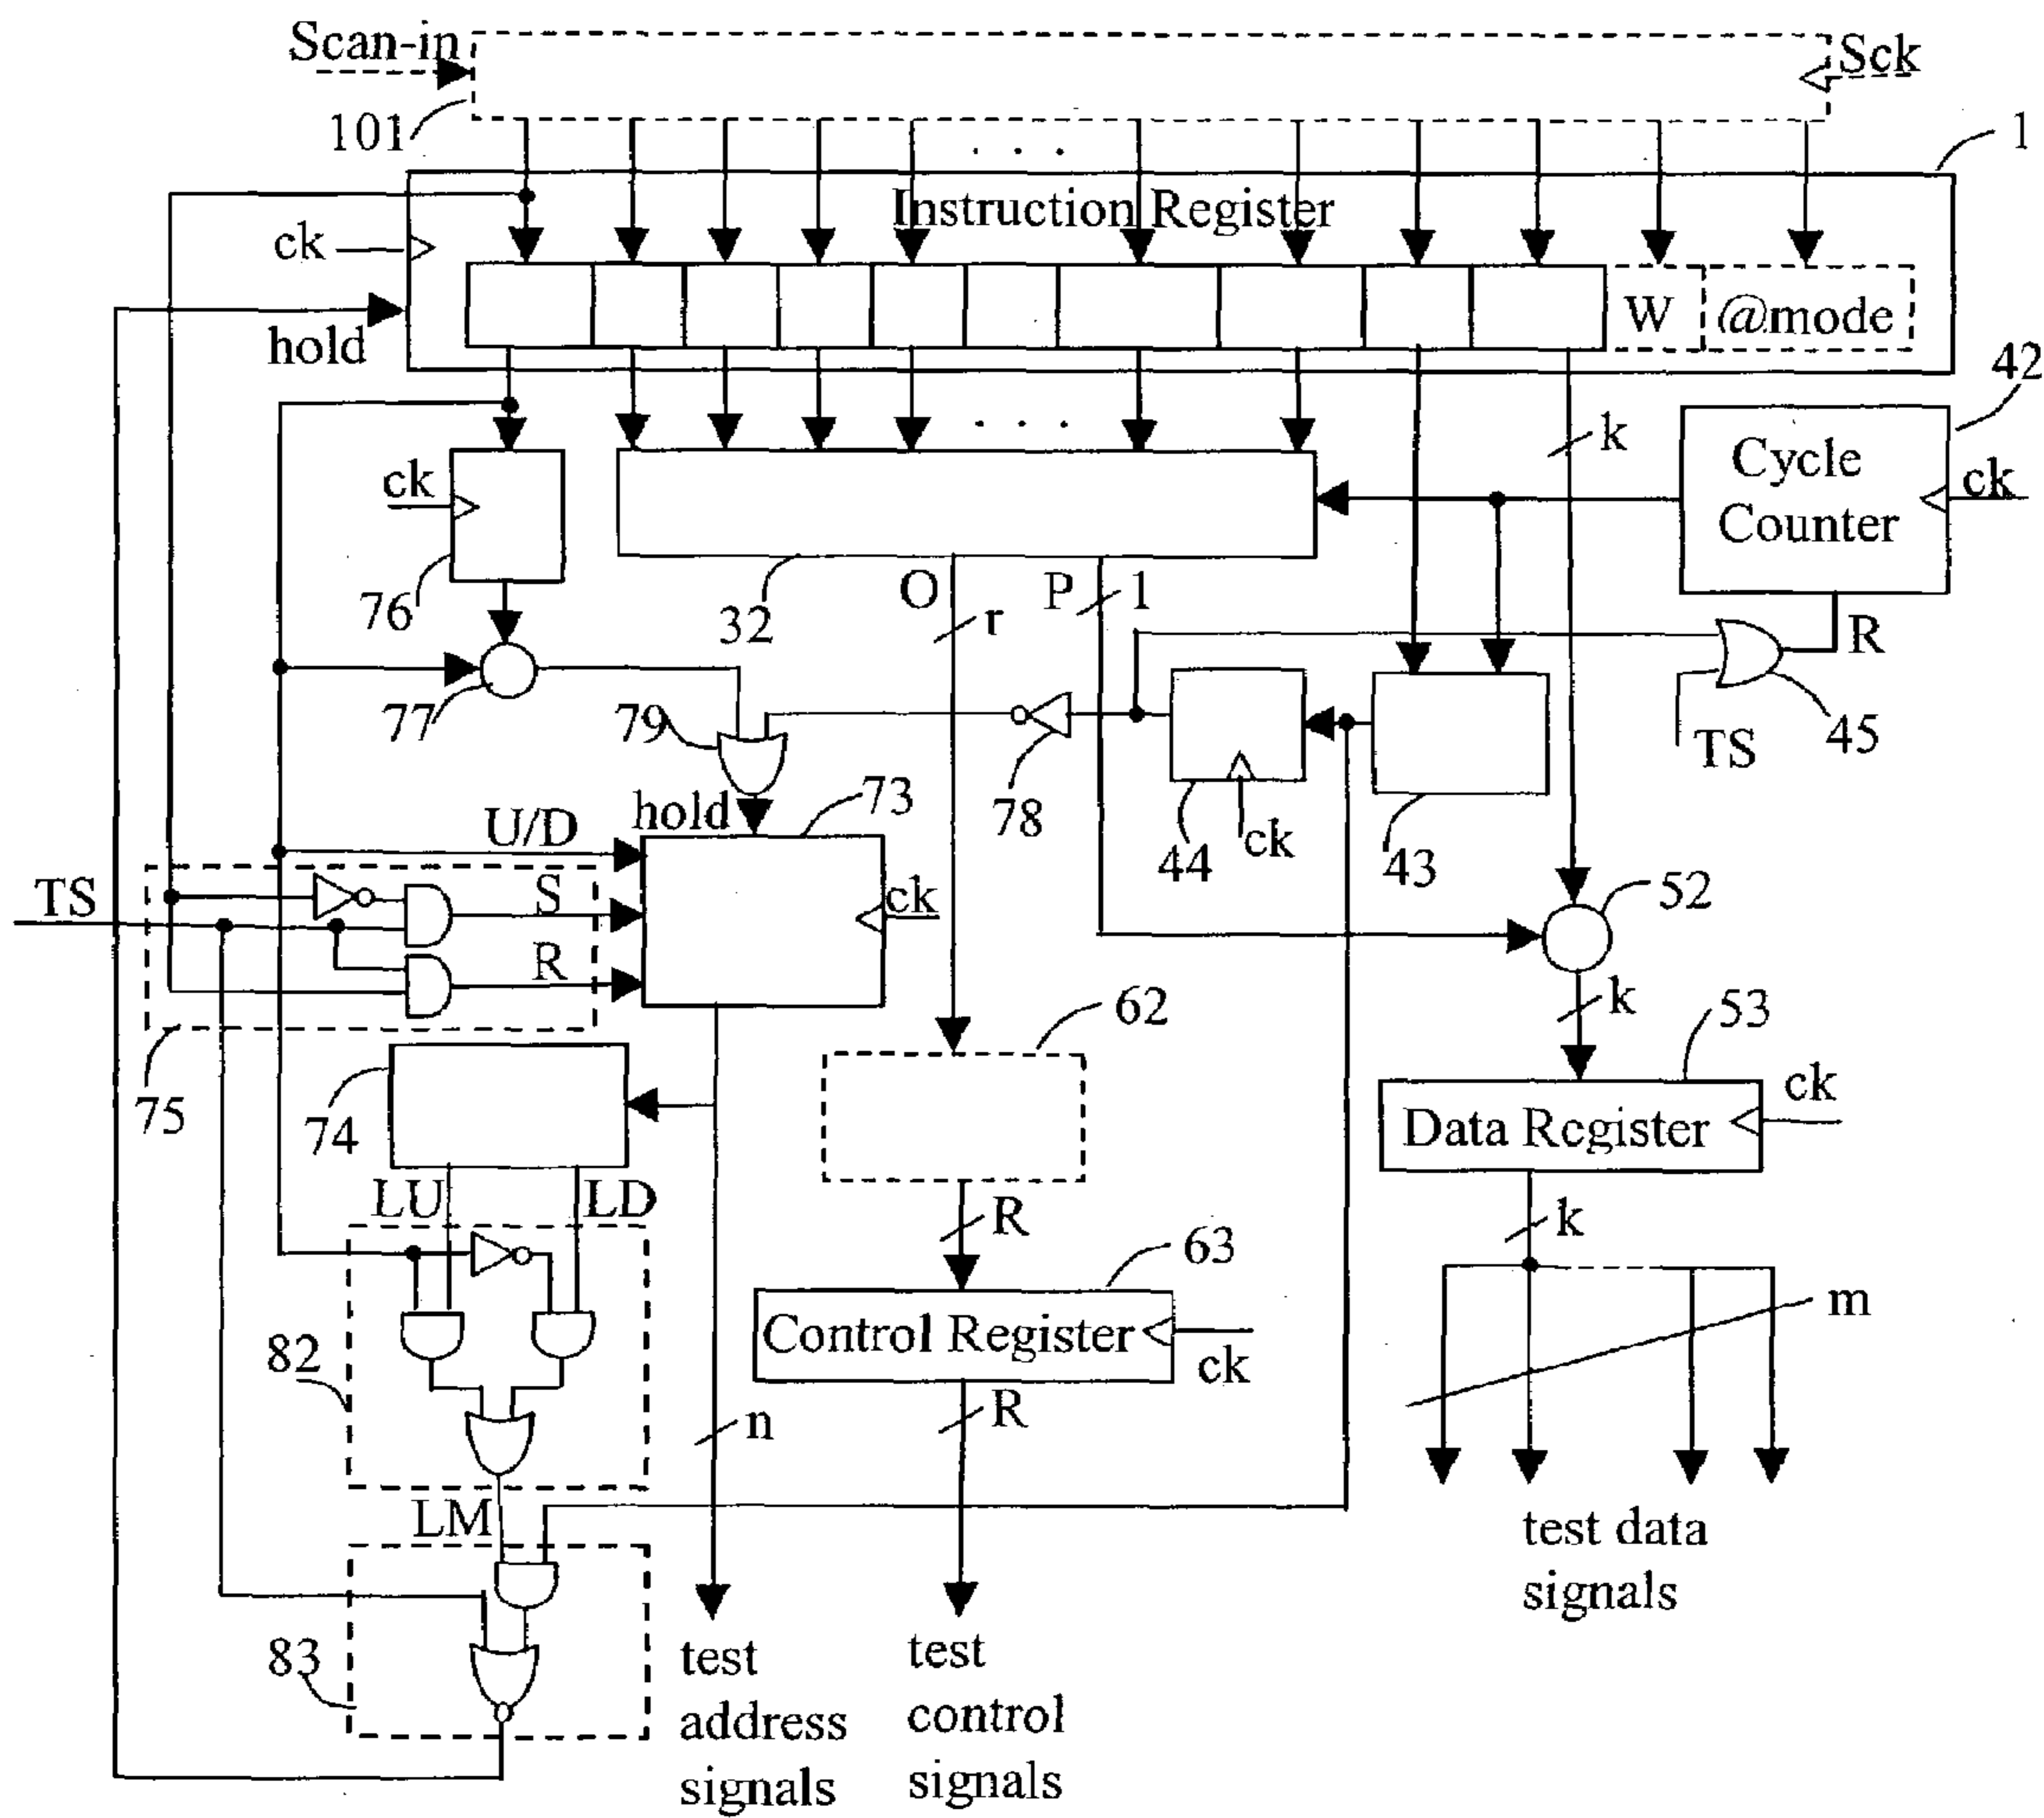 Scan-in
Sck
101
1
Instruction Register
ck
hold
W
@mode
42
k
Cycle
Counter
ck
ck
76
32
O
r
P
1
R
77
79
78
44
ck
43
TS
45
hold
73
U/D
TS
S
ck
R
52
k
62
53
75
74
Data Register
ck
LU
LD
R
k
63
82
Control Register
ck
m
n
R
LM
83
test
address
signals
test
control
signals
test data
signals